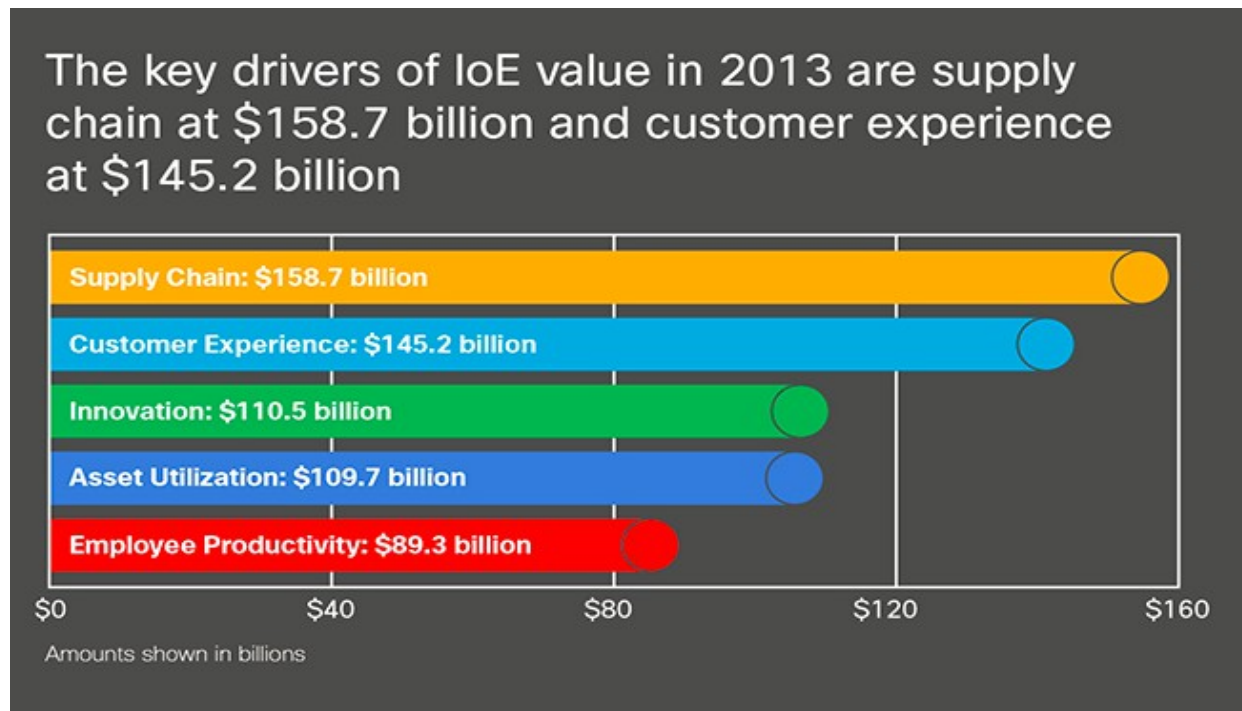 The key drivers of IoE value in 2013 are supply
chain at $158.7 billion and customer experience
at $145.2 billion
Supply Chain: $158.7 billion
Customer Experience: $145.2 billion
Innovation: $110.5 billion
Asset Utilization: $109.7 billion
Employee Productivity: $89.3 billion
$0 $40 $80 $120 $160
Amounts shown in billions